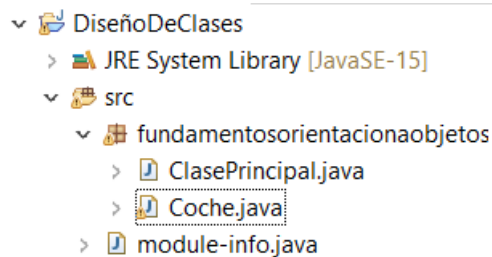 DiseñoDeClases
JRE System Library [JavaSE-15]
src
fundamentosorientacionaobjetos
ClasePrincipal.java
Coche.java
module-info.java